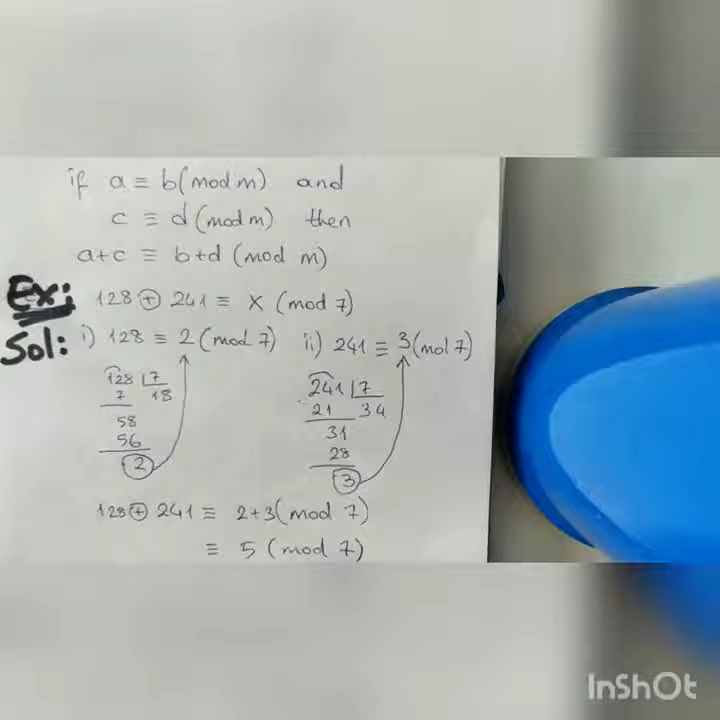 if a ≡ b(mod m) and
c ≡ d (mod m) then
a+c ≡ b+d (mod m)
Ex: 128 ⊕ 241 ≡ X (mod 7)
Sol: i) 128 ≡ 2 (mod 7) ii) 241 ≡ 3(mol 7)
128 7 241 7
7 18 21 34
58 31
56 28
2 3
128 ⊕ 241 ≡ 2+3(mod 7)
≡ 5 (mod 7)
InShOt